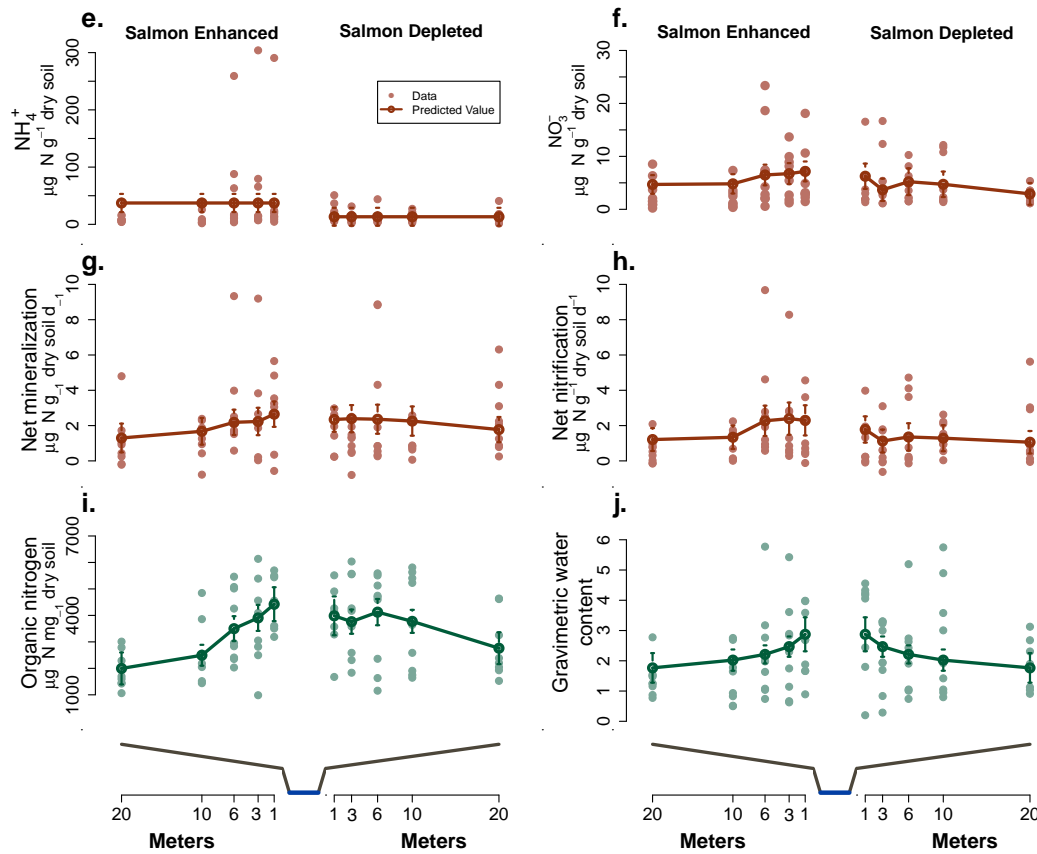 e.
Salmon Enhanced
Salmon Depleted
NH₄⁺
µg N g⁻¹ dry soil
300
200
100
0
Data
Predicted Value
f.
Salmon Enhanced
Salmon Depleted
NO₃⁻
µg N g⁻¹ dry soil
30
20
10
0
g.
Net mineralization
µg N g⁻¹ dry soil d⁻¹
10
8
6
4
2
0
h.
Net nitrification
µg N g⁻¹ dry soil d⁻¹
10
8
6
4
2
0
i.
Organic nitrogen
µg N mg⁻¹ dry soil
7000
4000
1000
j.
Gravimetric water
content
6
5
4
3
2
1
0
20 10 6 3 1
1 3 6 10 20
Meters
Meters
20 10 6 3 1
1 3 6 10 20
Meters
Meters